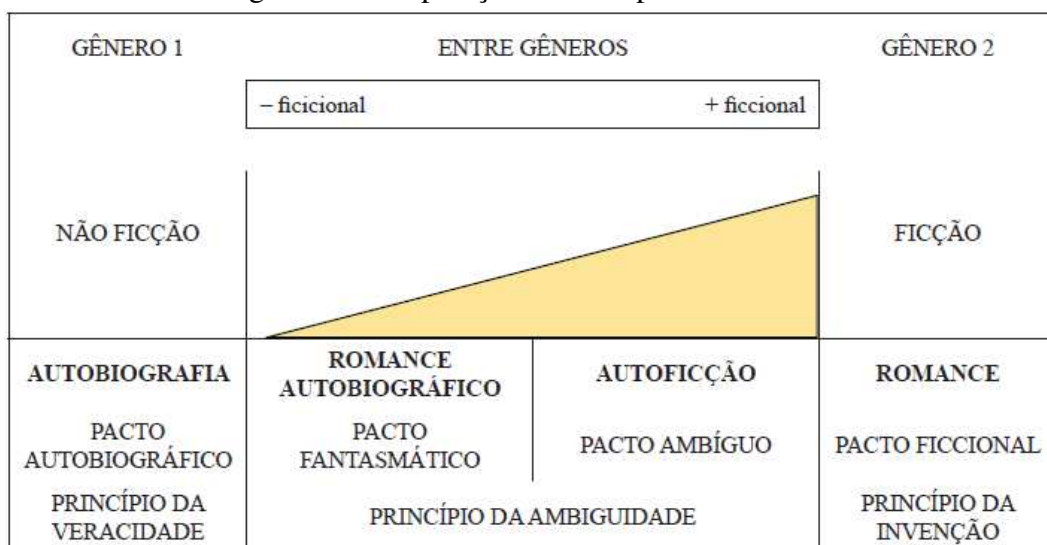 GÊNERO 1
ENTRE GÊNEROS
GÊNERO 2
– ficicional
+ ficcional
NÃO FICÇÃO
FICÇÃO
AUTOBIOGRAFIA
ROMANCE
AUTOBIOGRÁFICO
AUTOFICÇÃO
ROMANCE
PACTO
AUTOBIOGRÁFICO
PACTO
FANTASMÁTICO
PACTO AMBÍGUO
PACTO FICCIONAL
PRINCÍPIO DA
VERACIDADE
PRINCÍPIO DA AMBIGUIDADE
PRINCÍPIO DA
INVENÇÃO